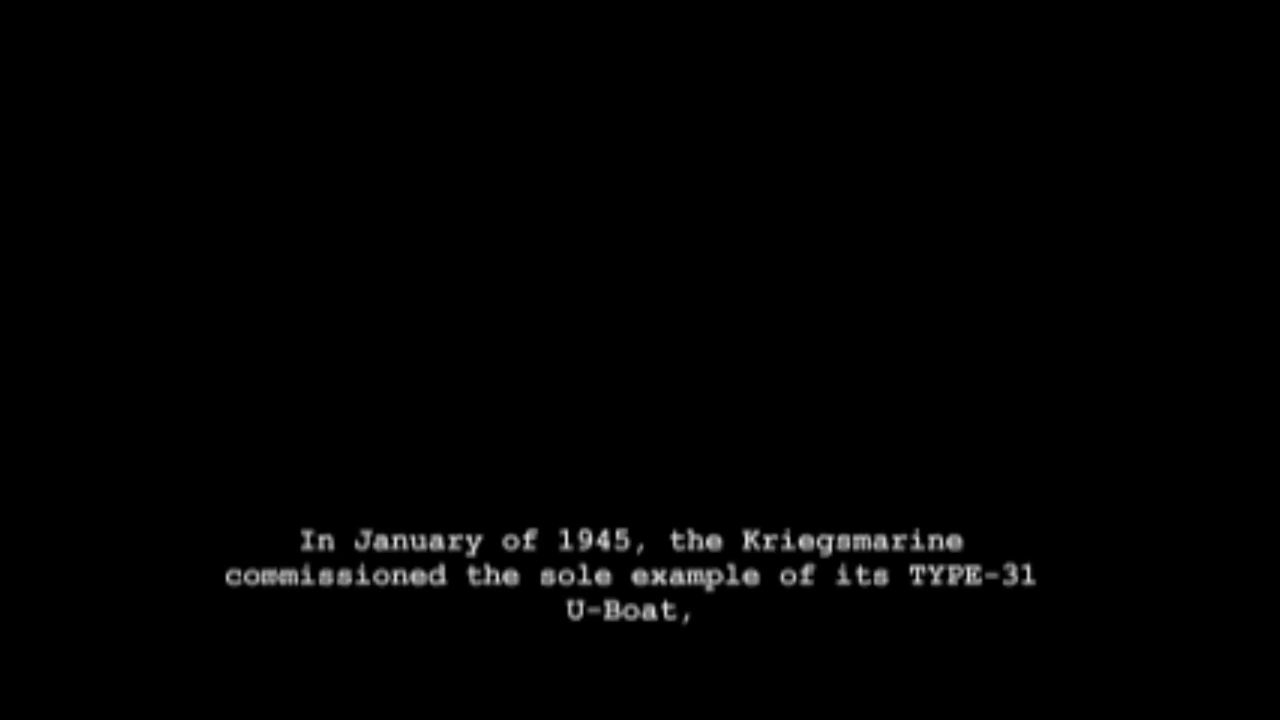 In January of 1945, the Kriegsmarine
commissioned the sole example of its TYPE-31
U-Boat,